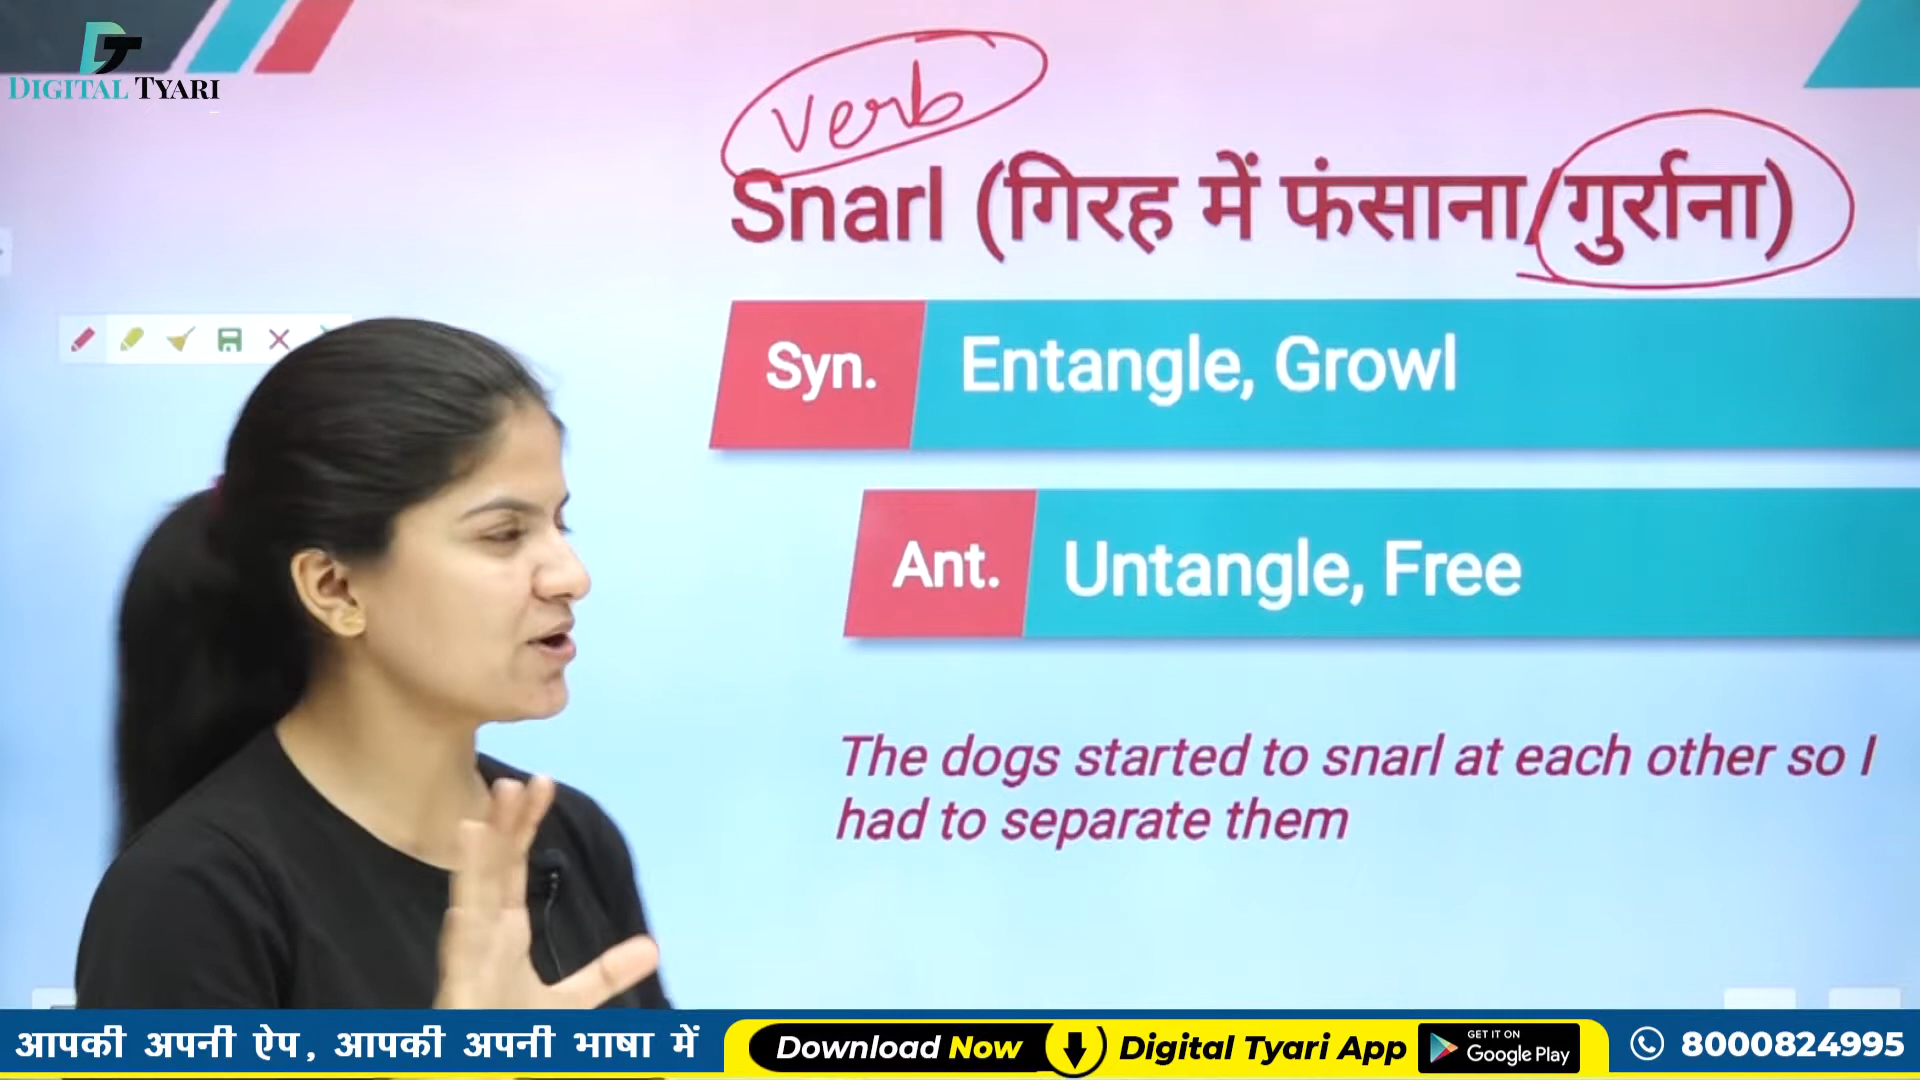 DIGITAL TYARI
verb
Snarl (गिरह में फंसाना/गुर्राना)
Syn. Entangle, Growl
Ant. Untangle, Free
The dogs started to snarl at each other so I
had to separate them
आपकी अपनी ऐप, आपकी अपनी भाषा में
Download Now
Digital Tyari App
GET IT ON
Google Play
8000824995